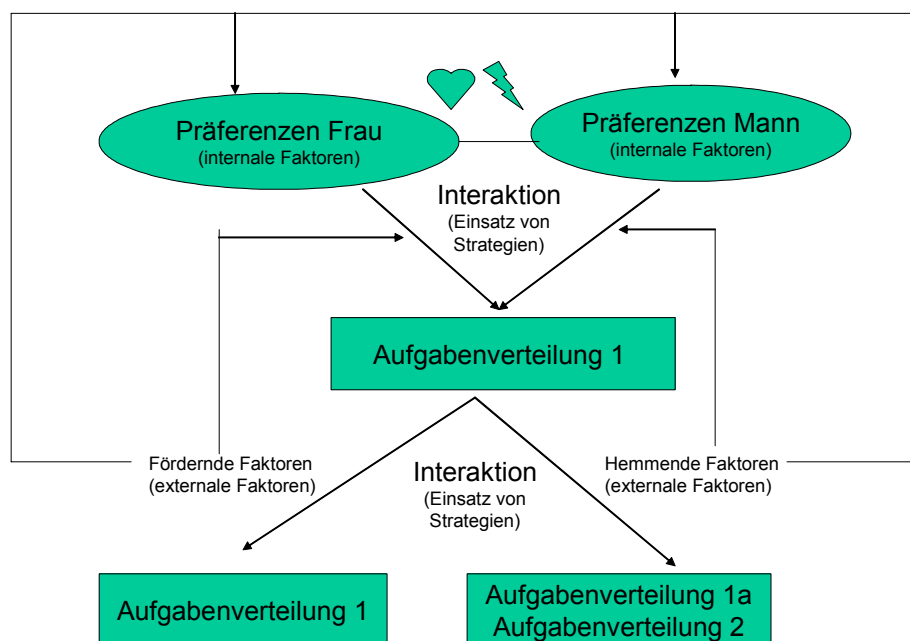 Präferenzen Frau
(internale Faktoren)
Präferenzen Mann
(internale Faktoren)
Interaktion
(Einsatz von
Strategien)
Aufgabenverteilung 1
Fördernde Faktoren
(externale Faktoren)
Interaktion
(Einsatz von
Strategien)
Hemmende Faktoren
(externale Faktoren)
Aufgabenverteilung 1
Aufgabenverteilung 1a
Aufgabenverteilung 2